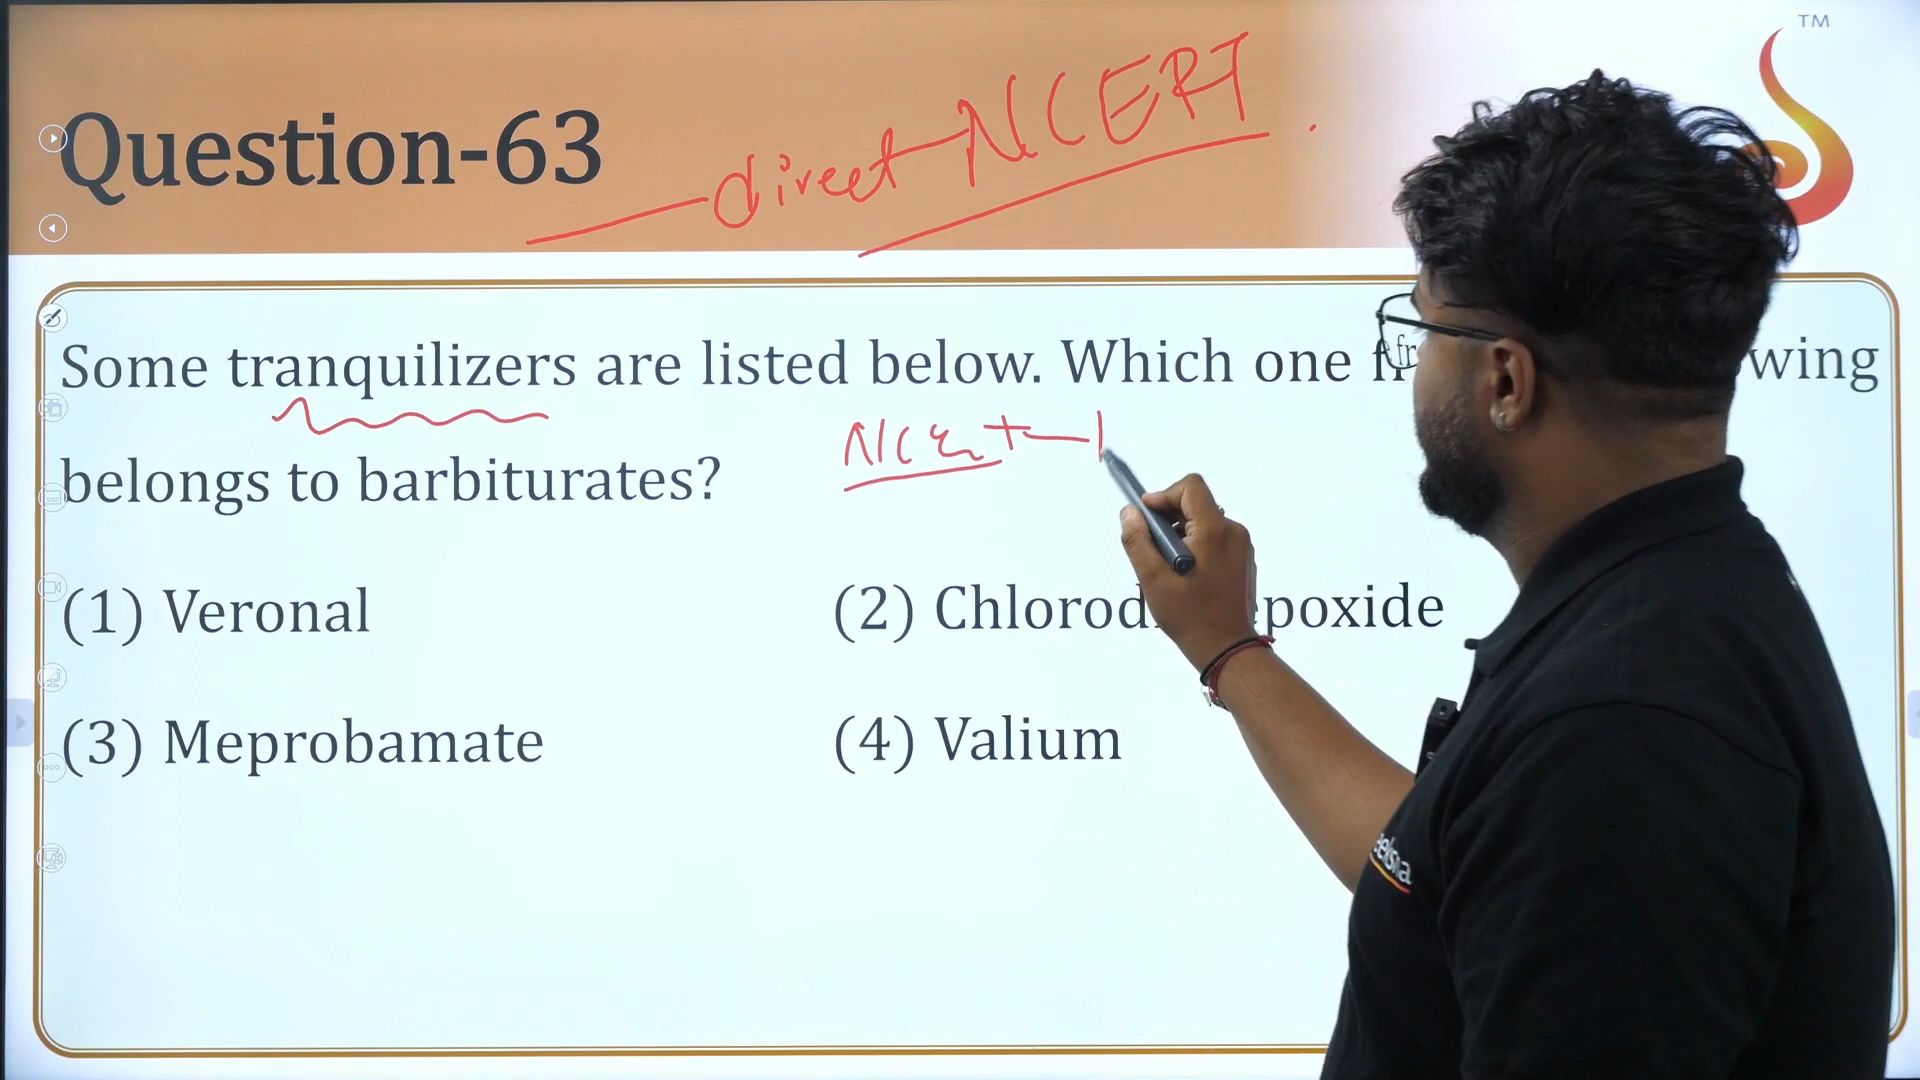 TM
Question-63
direct NCERT
Some tranquilizers are listed below. Which one wing
NCERT
belongs to barbiturates?
(1) Veronal
(2) poxide
(3) Meprobamate
(4) Valium